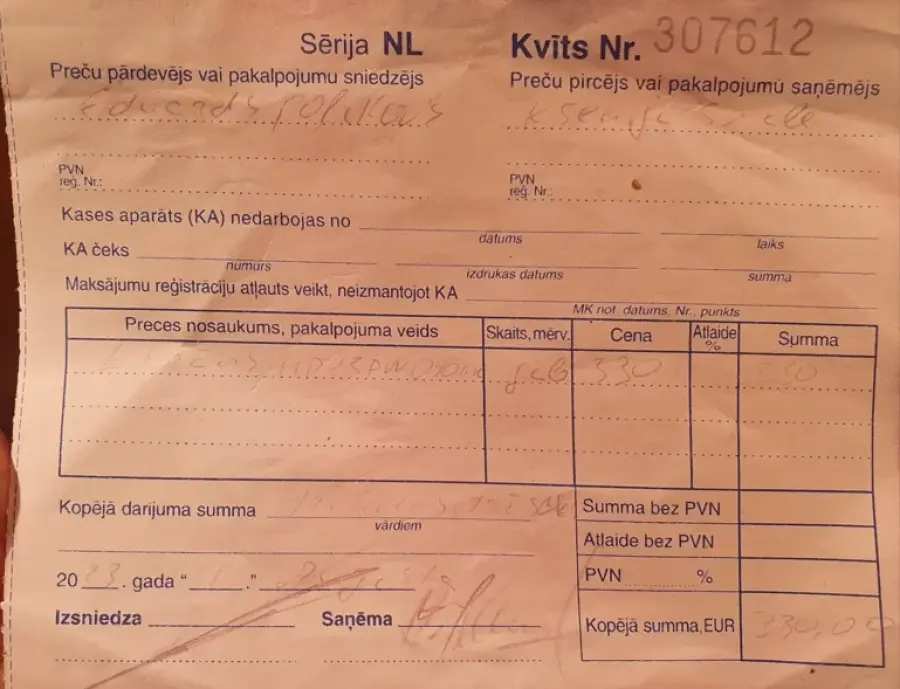 Sērija NL
Kvīts Nr. 307612
Preču pārdevējs vai pakalpojumu sniedzējs
Preču pircējs vai pakalpojumu saņēmējs
PVN
reģ. Nr.:
PVN
reģ. Nr.:
Kases aparāts (KA) nedarbojas no
datums
laiks
KA čeks
numurs
izdrukas datums
summa
Maksājumu reģistrāciju atļauts veikt, neizmantojot KA
MK not. datums, Nr., punkts
Preces nosaukums, pakalpojuma veids
Skaits, mērv.
Cena
Atlaide %
Summa
330
Kopējā darījuma summa
vārdiem
Summa bez PVN
Atlaide bez PVN
PVN %
2023. gada “ .”
Izsniedza
Saņēma
Kopējā summa, EUR
330,00